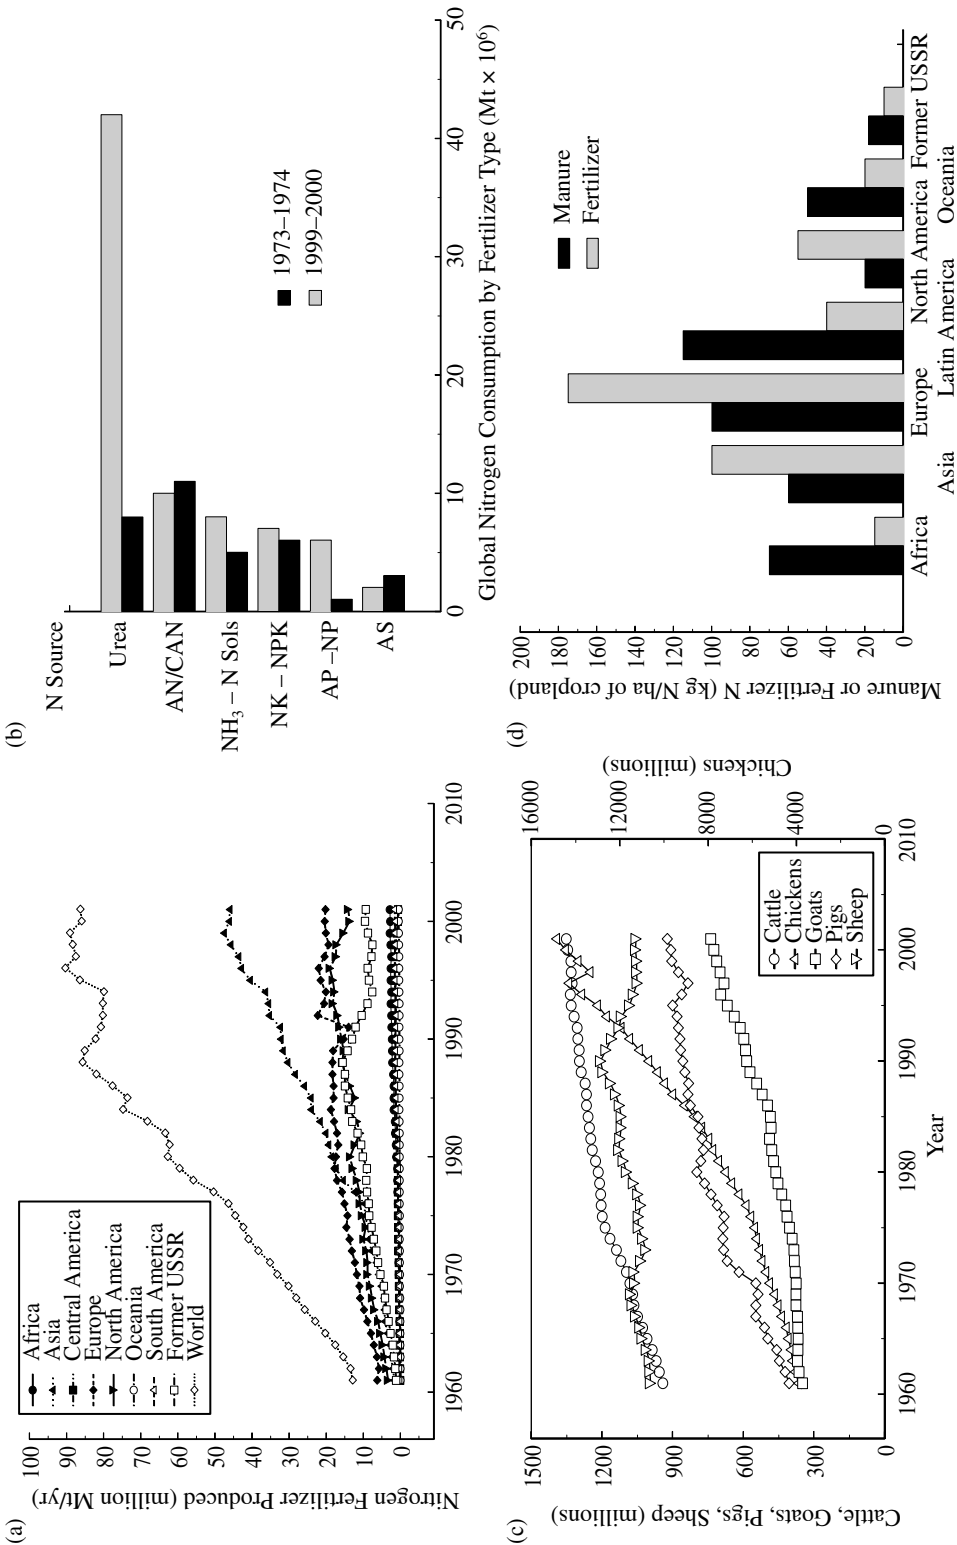 (a)
Nitrogen Fertilizer Produced (million Mt/yr)
100
90
80
70
60
50
40
30
20
10
0
Africa
Asia
Central America
Europe
North America
Oceania
South America
Former USSR
World
1960
1970
1980
1990
2000
2010
(b)
N Source
Urea
AN/CAN
NH3 – N Sols
NK – NPK
AP –NP
AS
1973–1974
1999–2000
0
10
20
30
40
50
Global Nitrogen Consumption by Fertilizer Type (Mt × 10⁶)
(c)
Cattle, Goats, Pigs, Sheep (millions)
1500
1200
900
600
300
0
Chickens (millions)
16000
12000
8000
4000
0
Cattle
Chickens
Goats
Pigs
Sheep
1960
1970
1980
1990
2000
2010
Year
(d)
Manure or Fertilizer N (kg N/ha of cropland)
200
180
160
140
120
100
80
60
40
20
0
Manure
Fertilizer
Africa
Asia
Europe
Latin America
North America
Oceania
Former USSR